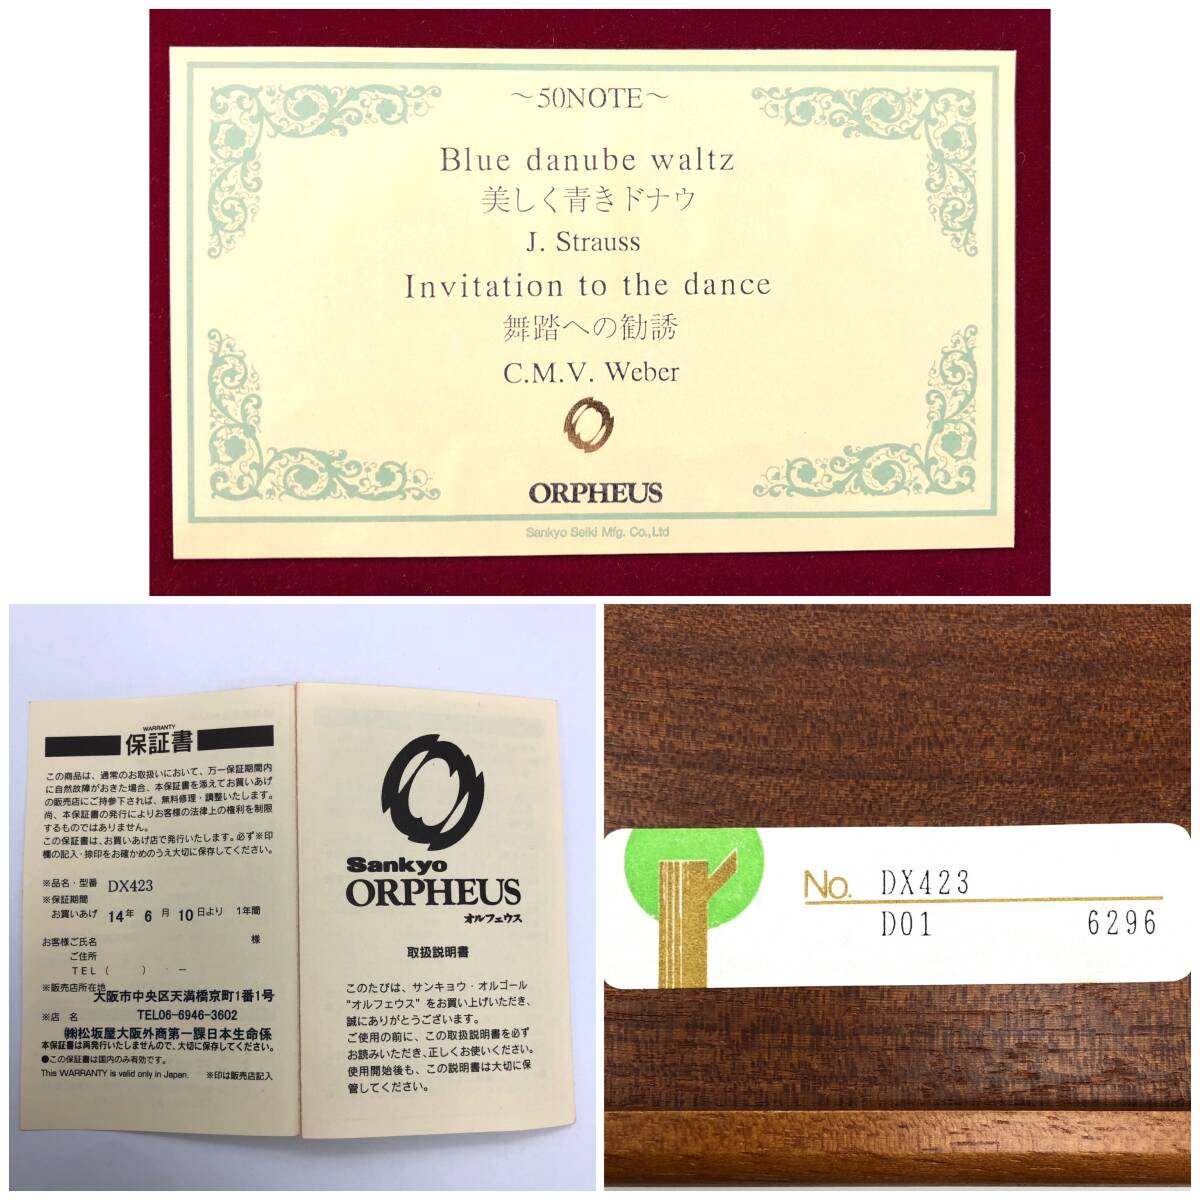 ～50NOTE～
Blue danube waltz
美しく青きドナウ
J. Strauss
Invitation to the dance
舞踏への勧誘
C.M.V. Weber
ORPHEUS
Sankyo Seiki Mfg. Co.,Ltd
WARRANTY
保証書
この商品は、通常のお取扱いにおいて、万一保証期間内
に自然故障がおきた場合、本保証書を添えてお買いあげ
の販売店にご持参下されば、無料修理・調整いたします。
尚、本保証書の発行によりお客様の法律上の権利を制限
するものではありません。
この保証書は、お買いあげ店で発行いたします。必ず※印
欄の記入・捺印をお確かめのうえ大切に保存してください。
※品名・型番 DX423
※保証期間
お買いあげ 14年 6月 10日より 1年間
お客様ご氏名 様
ご住所
TEL ( ) -
※販売店所在地
大阪市中央区天満橋京町1番1号
※店 名 TEL06-6946-3602
㈱松坂屋大阪外商第一課日本生命係
本保証書は再発行いたしませんので、大切に保存してください。
●この保証書は国内のみ有効です。
This WARRANTY is valid only in Japan. ※印は販売店記入
Sankyo
ORPHEUS
オルフェウス
取扱説明書
このたびは、サンキョウ・オルゴール
“オルフェウス”をお買い上げいただき、
誠にありがとうございます。
ご使用の前に、この取扱説明書を必ず
お読みいただき、正しくお使いください。
使用開始後も、この説明書は大切に保
管してください。
No. DX423
D01 6296